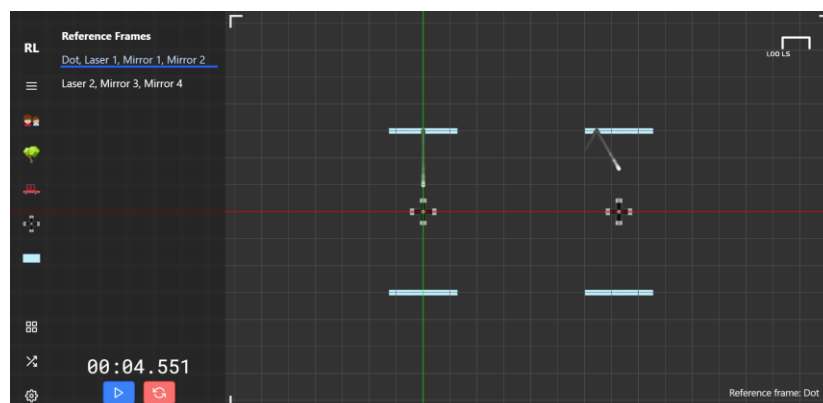 RL
Reference Frames
Dot, Laser 1, Mirror 1, Mirror 2
Laser 2, Mirror 3, Mirror 4
1.00 LS
00:04.551
Reference frame: Dot